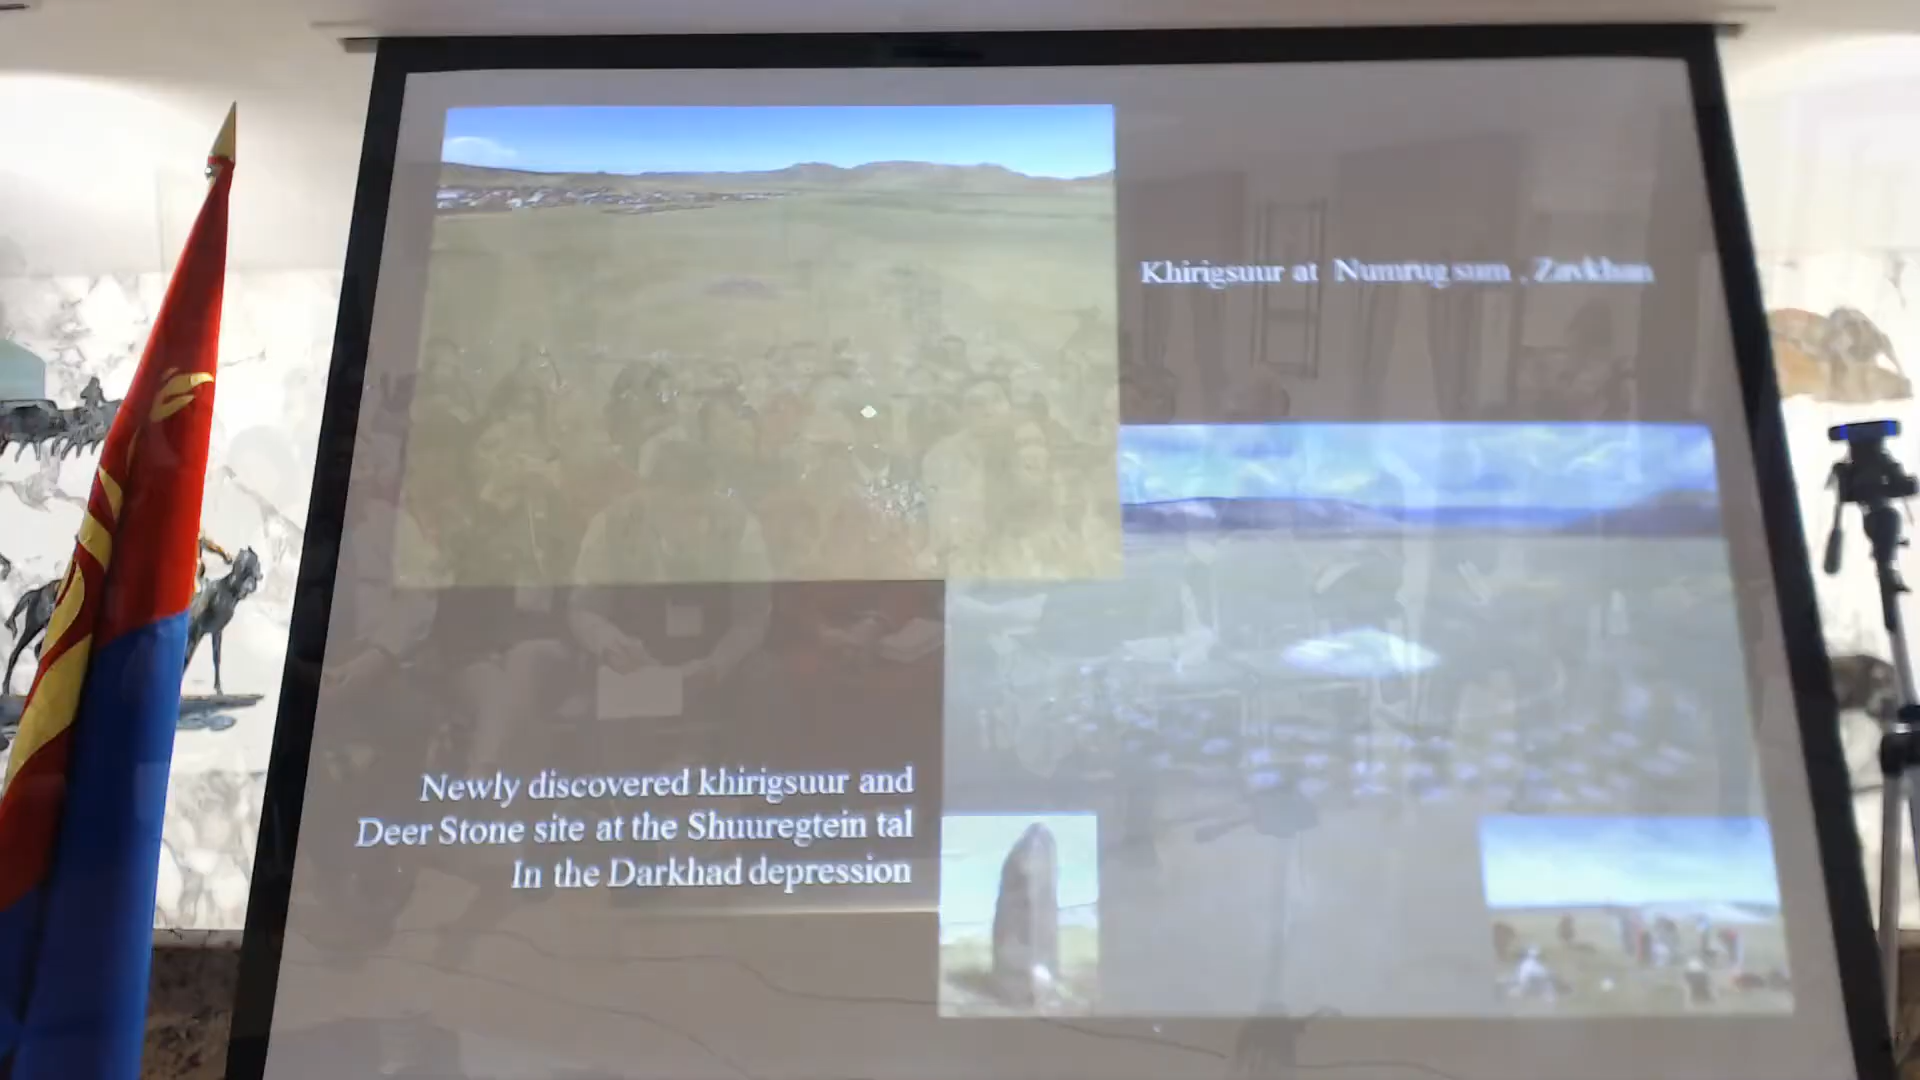 Khirigsuur at Numrug sum , Zavkhan
Newly discovered khirigsuur and
Deer Stone site at the Shuuregtein tal
In the Darkhad depression